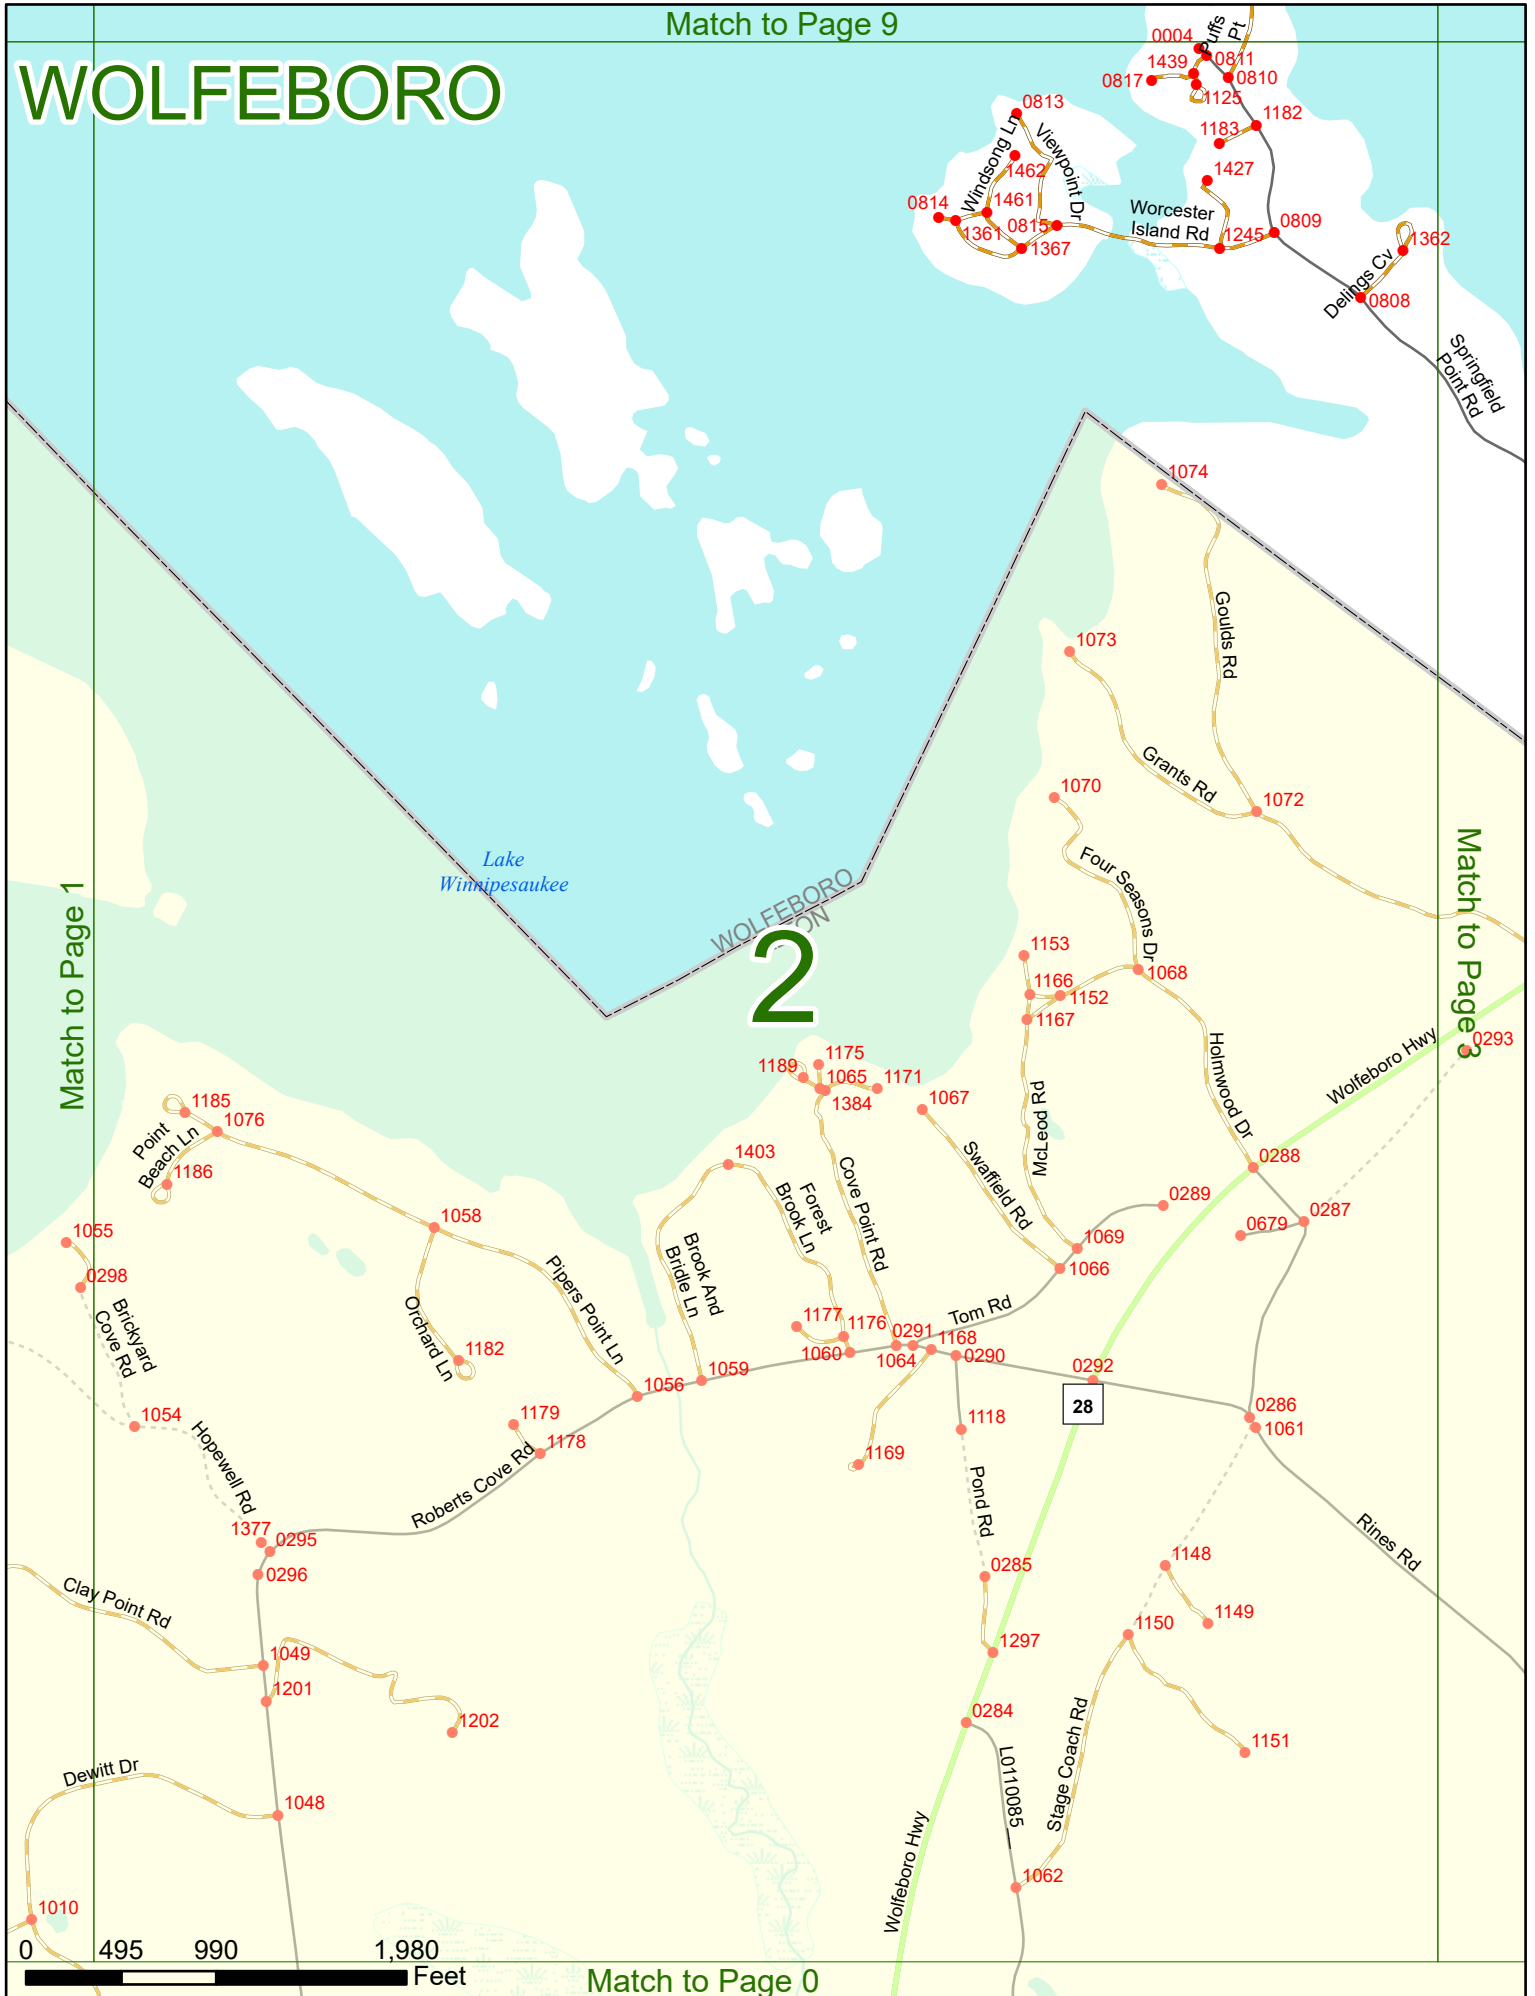 Match to Page 9
WOLFEBORO
0004
Puffs
Pt
0811
1439
0817
0810
1125
0813
1182
1183
Windsong Ln
Viewpoint Dr
1462
1427
0814
1461
Worcester
Island Rd
0815
0809
1361
1367
1245
1362
Delings Cv
0808
Springfield
Point Rd
1074
Goulds Rd
1073
Grants Rd
1070
1072
Four Seasons Dr
Lake
Winnipesaukee
WOLFEBORO
ON
2
Match to Page 1
Match to Page 3
1153
1068
1166
1152
1167
0293
Holmwood Dr
Wolfeboro Hwy
1175
1189
1065
1171
1384
1067
McLeod Rd
1185
1076
Point
Beach Ln
1186
1403
Forest
Brook Ln
Cove Point Rd
Swaffield Rd
0288
0289
0287
0679
1058
1055
1069
0298
1066
Brook And
Bridle Ln
Pipers Point Ln
Brickyard
Cove Rd
Orchard Ln
Tom Rd
1177
1176
0291
1168
1182
1060
1064
0290
1059
0292
1056
28
1054
1179
1178
1118
0286
1061
Hopewell Rd
Roberts Cove Rd
1169
Pond Rd
Rines Rd
1377
0295
0296
0285
1148
Clay Point Rd
1149
1150
1049
1297
1201
1202
0284
1151
L0110085__
Stage Coach Rd
Dewitt Dr
1048
Wolfeboro Hwy
1062
1010
0
495
990
1,980
Feet
Match to Page 0